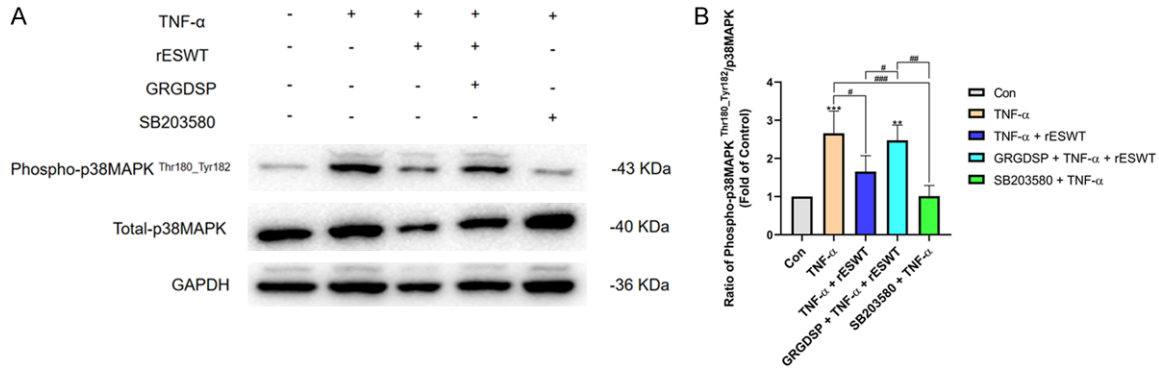 A
TNF-α - + + + +
rESWT - - + + -
GRGDSP - - - + -
SB203580 - - - - +
Phospho-p38MAPK Thr180_Tyr182 -43 KDa
Total-p38MAPK -40 KDa
GAPDH -36 KDa
B
Ratio of Phospho-p38MAPK Thr180_Tyr182/p38MAPK
(Fold of Control)
4
3
2
1
0
##
#
###
#
***
**
Con
TNF-α
TNF-α + rESWT
GRGDSP + TNF-α + rESWT
SB203580 + TNF-α
Con
TNF-α
TNF-α + rESWT
GRGDSP + TNF-α + rESWT
SB203580 + TNF-α